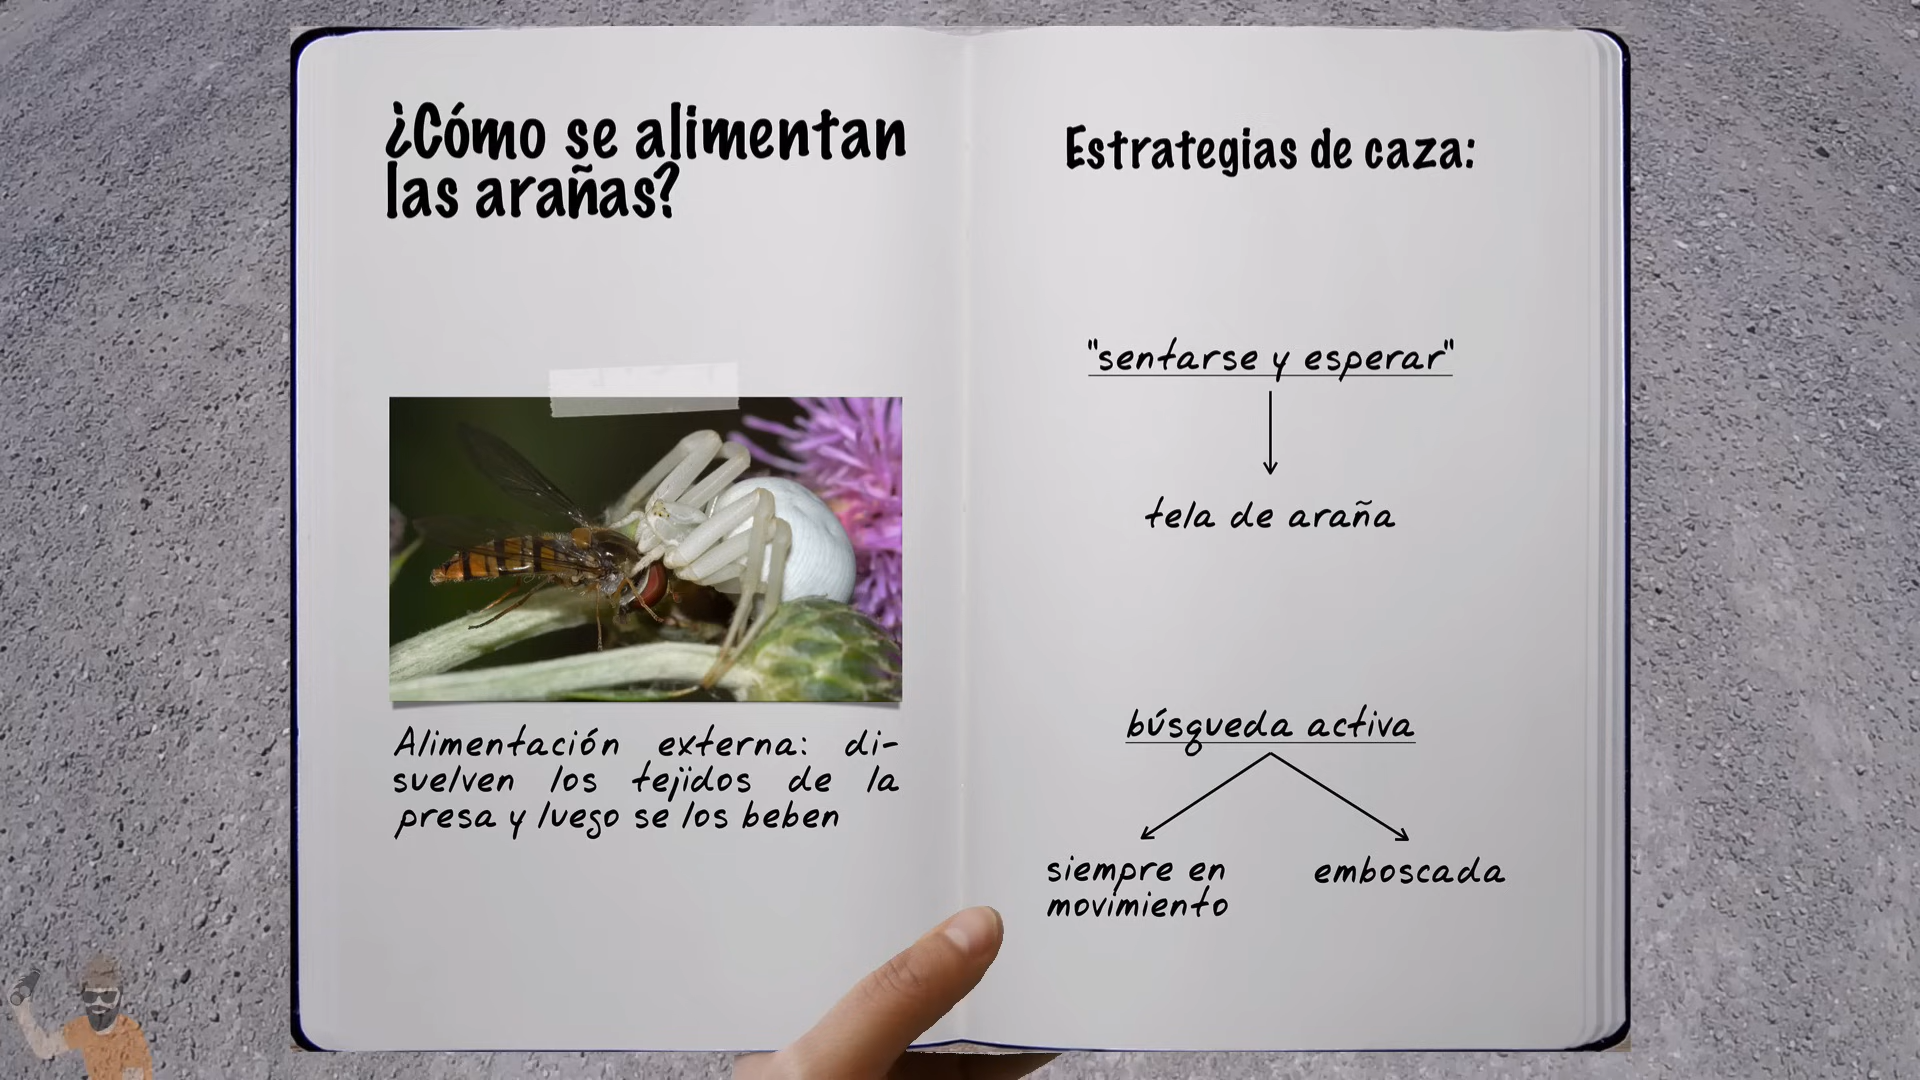 ¿Cómo se alimentan
las arañas?
Alimentación externa: di-
suelven los tejidos de la
presa y luego se los beben
Estrategias de caza:
"sentarse y esperar"
tela de araña
búsqueda activa
siempre en
movimiento
emboscada